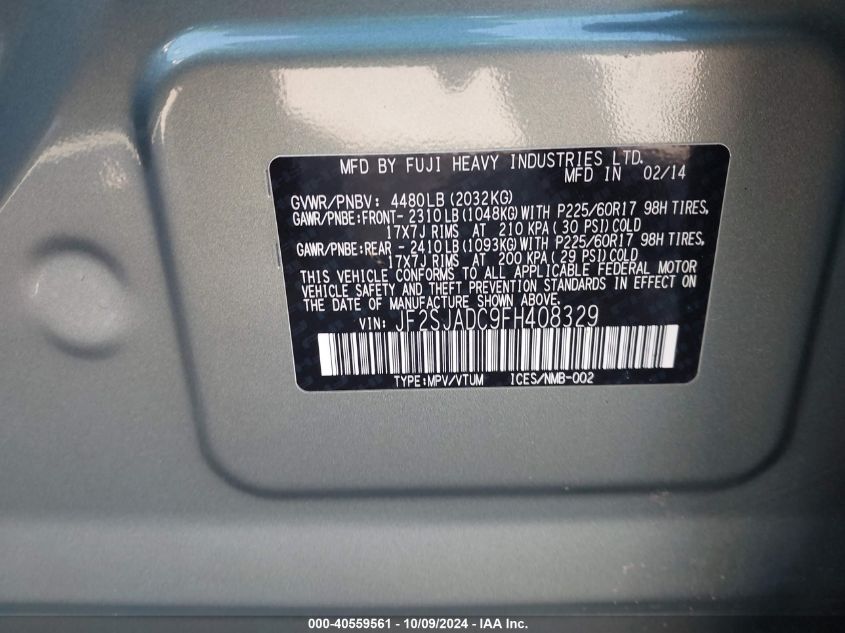 MFD BY FUJI HEAVY INDUSTRIES LTD.
MFD IN 02/14
GVWR/PNBV: 4480LB (2032KG)
GAWR/PNBE:FRONT- 2310LB(1048KG)WITH P225/60R17 98H TIRES,
17X7J RIMS AT 210 KPA(30 PSI)COLD
GAWR/PNBE:REAR - 2410LB(1093KG)WITH P225/60R17 98H TIRES,
17X7J RIMS AT 200 KPA(29 PSI)COLD
THIS VEHICLE CONFORMS TO ALL APPLICABLE FEDERAL MOTOR
VEHICLE SAFETY AND THEFT PREVENTION STANDARDS IN EFFECT ON
THE DATE OF MANUFACTURE SHOWN ABOVE.
VIN: JF2SJADC9FH408329
TYPE:MPV/VTUM ICES/NMB-002
000-40559561 - 10/09/2024 - IAA Inc.